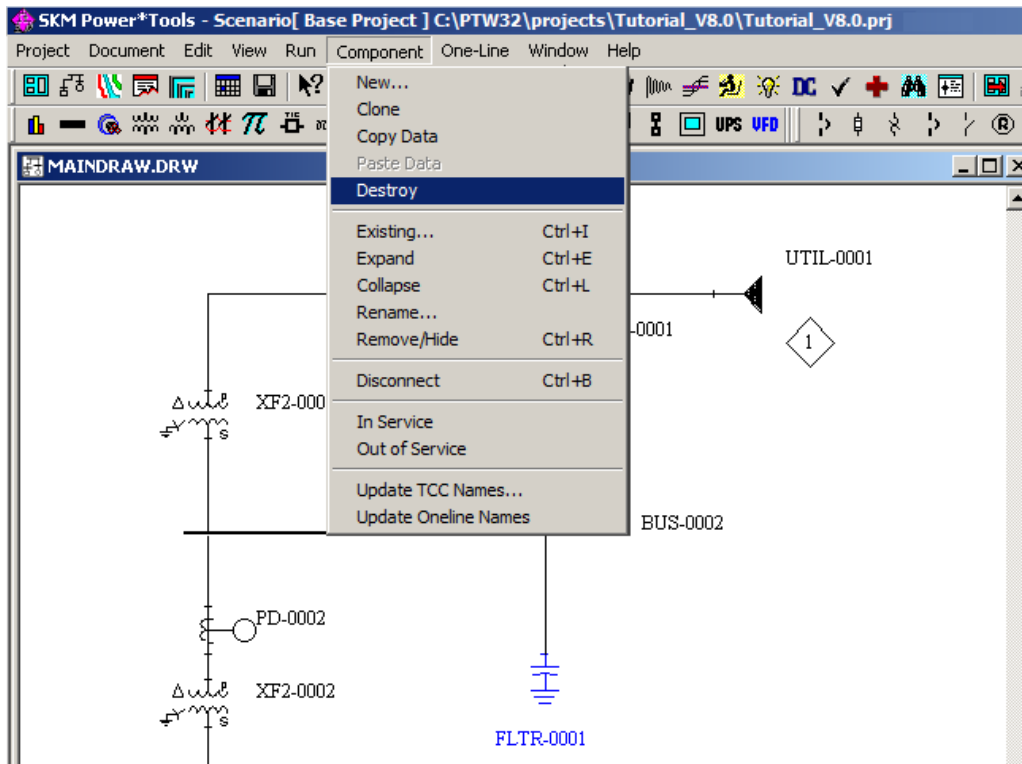 SKM Power*Tools - Scenario[ Base Project ] C:\PTW32\projects\Tutorial_V8.0\Tutorial_V8.0.prj
Project Document Edit View Run Component One-Line Window Help
DC
UPS VFD R
MAINDRAW.DRW
New...
Clone
Copy Data
Paste Data
Destroy
Existing... Ctrl+I
Expand Ctrl+E
Collapse Ctrl+L
Rename...
Remove/Hide Ctrl+R
Disconnect Ctrl+B
In Service
Out of Service
Update TCC Names...
Update Oneline Names
UTIL-0001
-0001
1
XF2-000
S
BUS-0002
PD-0002
XF2-0002
S
FLTR-0001